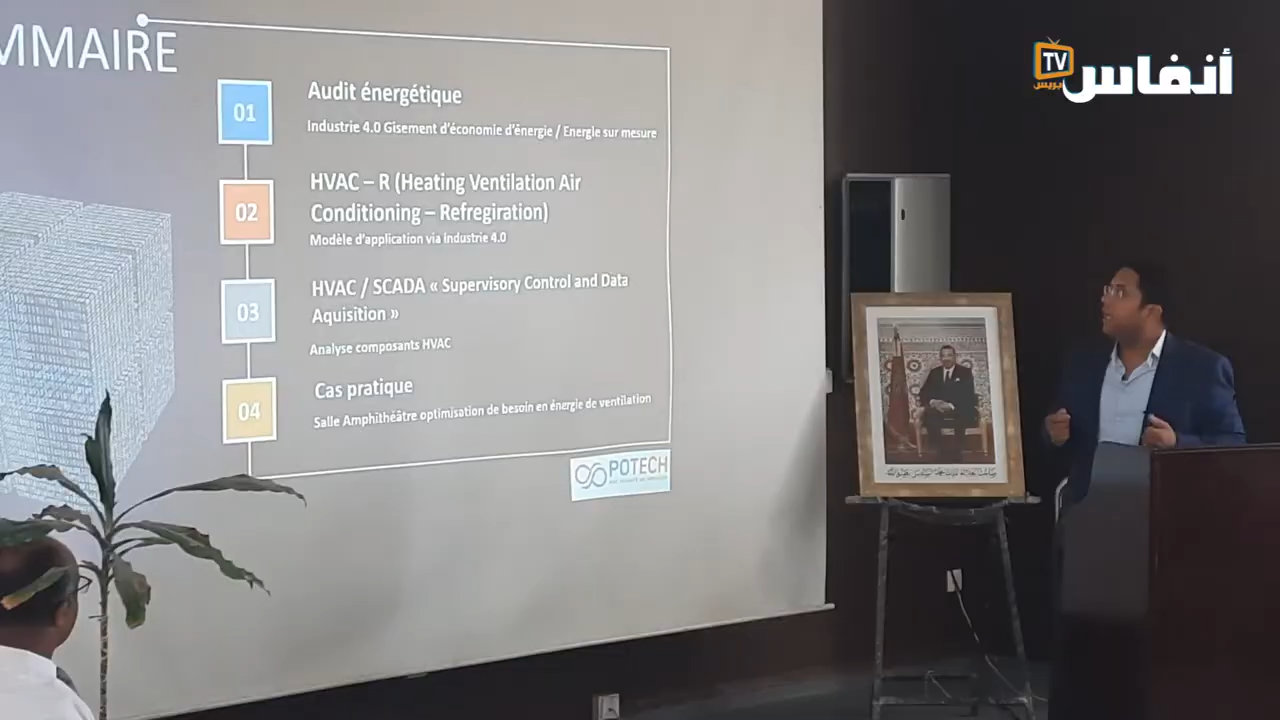 MMAIRE
01
Audit énergétique
Industrie 4.0 Gisement d'économie d'énergie / Energie sur mesure
02
HVAC – R (Heating Ventilation Air
Conditioning – Refregiration)
Modèle d'application via Industrie 4.0
03
HVAC / SCADA « Supervisory Control and Data
Aquisition »
Analyse composants HVAC
04
Cas pratique
Salle Amphithéâtre optimisation de besoin en énergie de ventilation
POTECH
أنفاس
بريس
TV